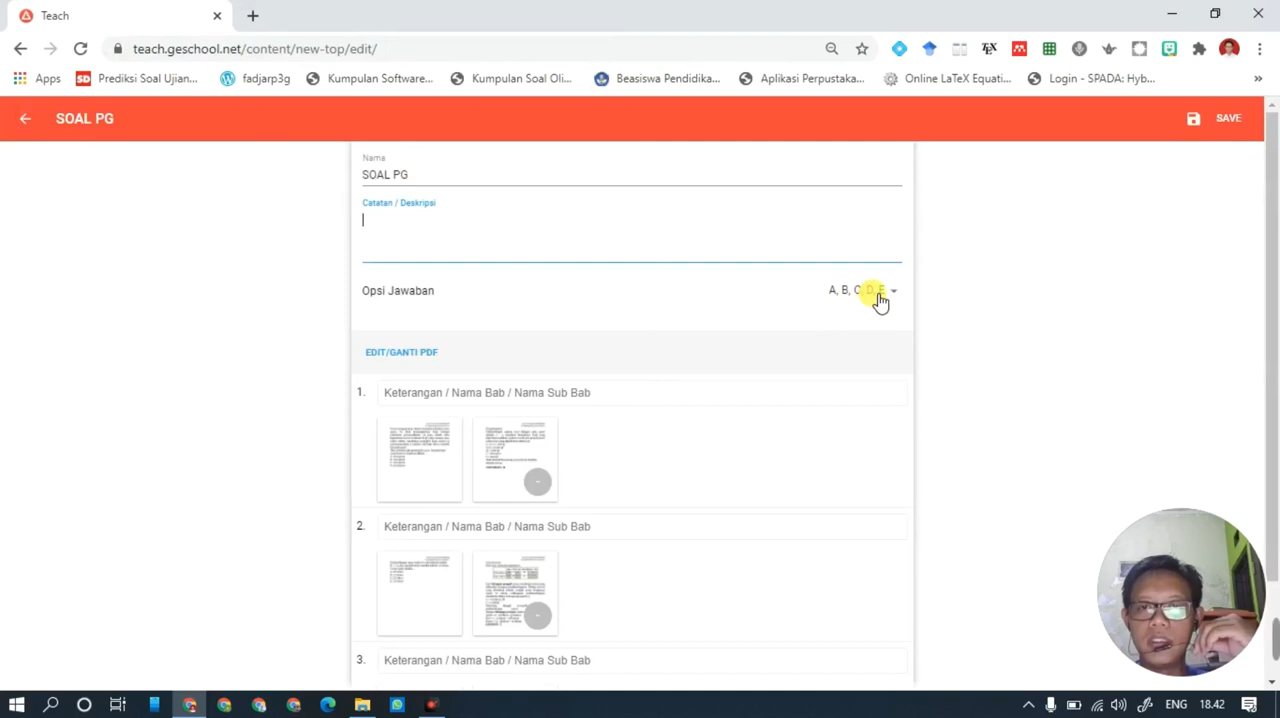 Teach
teach.geschool.net/content/new-top/edit/
Apps
Prediksi Soal Ujian...
fadjarp3g
Kumpulan Software...
Kumpulan Soal Onli...
Beasiswa Pendidika...
Aplikasi Perpustaka...
Online LaTeX Equati...
Login - SPADA: Hyb...
»
SOAL PG
SAVE
Nama
SOAL PG
Catatan / Deskripsi
Opsi Jawaban
A, B, C, D, E
EDIT/GANTI PDF
1.
Keterangan / Nama Bab / Nama Sub Bab
2.
Keterangan / Nama Bab / Nama Sub Bab
3.
Keterangan / Nama Bab / Nama Sub Bab
ENG
18.42